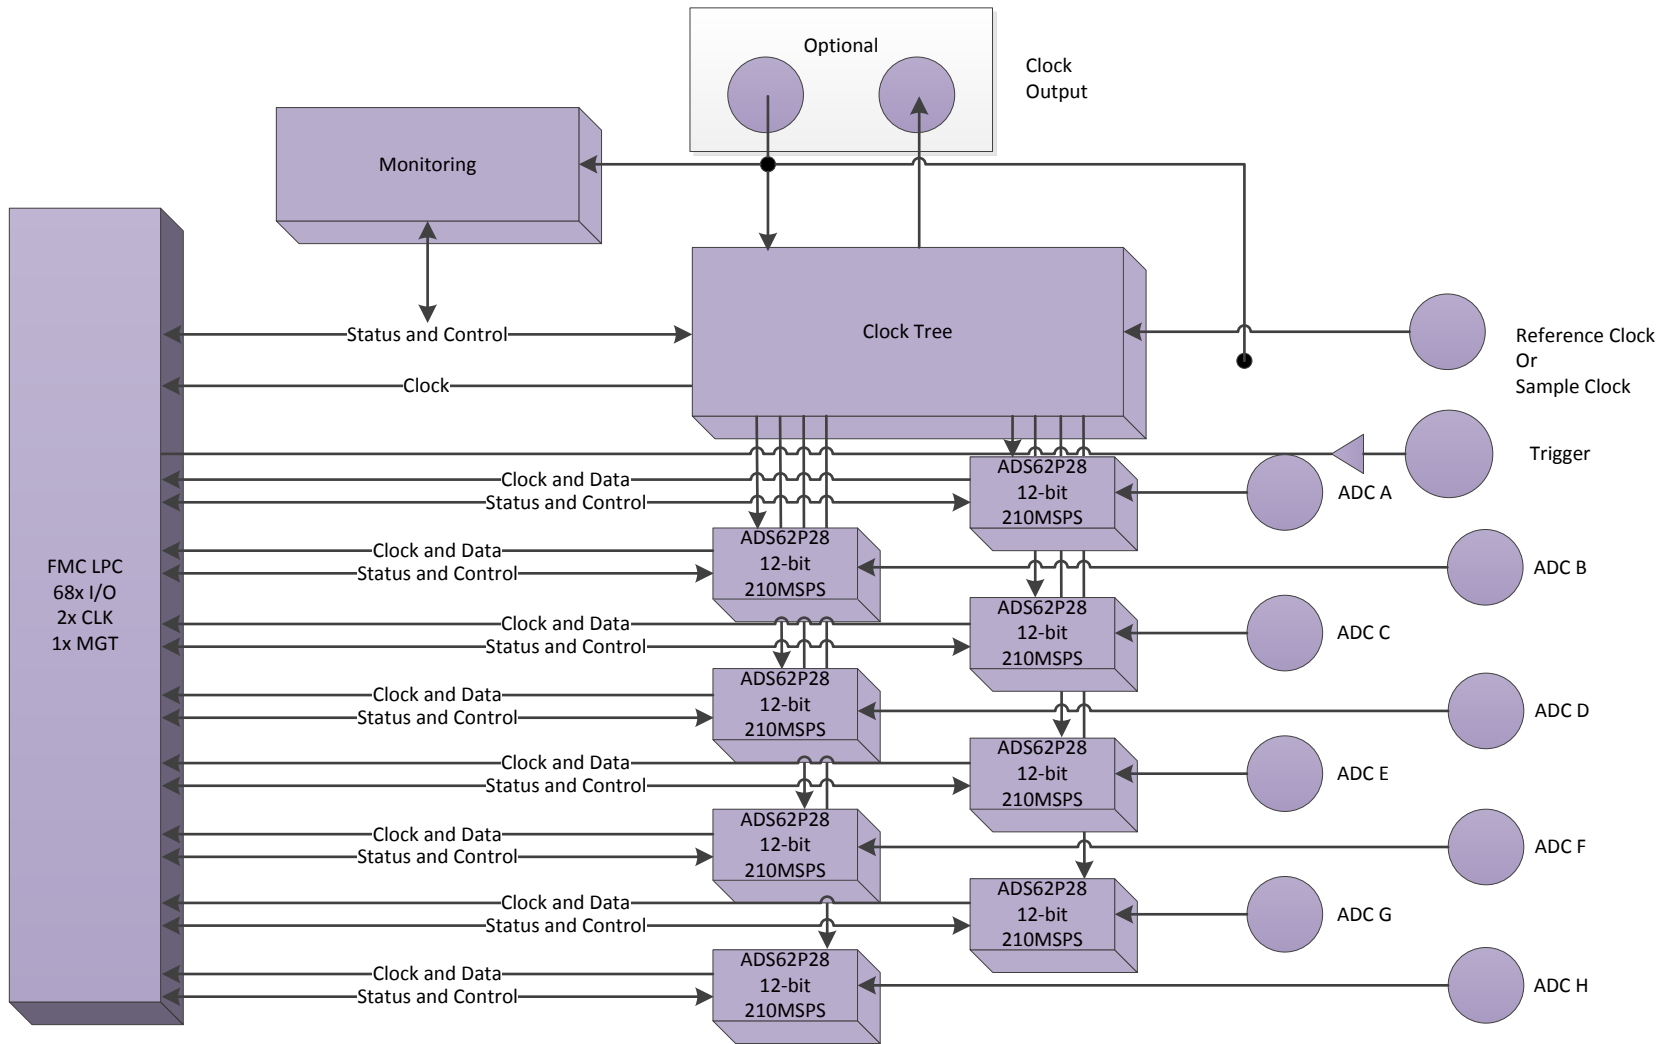 Optional
Clock
Output
Monitoring
Clock Tree
Status and Control
Clock
Reference Clock
Or
Sample Clock
Trigger
FMC LPC
68x I/O
2x CLK
1x MGT
Clock and Data
Status and Control
ADS62P28
12-bit
210MSPS
ADC A
Clock and Data
Status and Control
ADS62P28
12-bit
210MSPS
ADC B
Clock and Data
Status and Control
ADS62P28
12-bit
210MSPS
ADC C
Clock and Data
Status and Control
ADS62P28
12-bit
210MSPS
ADC D
Clock and Data
Status and Control
ADS62P28
12-bit
210MSPS
ADC E
Clock and Data
Status and Control
ADS62P28
12-bit
210MSPS
ADC F
Clock and Data
Status and Control
ADS62P28
12-bit
210MSPS
ADC G
Clock and Data
Status and Control
ADS62P28
12-bit
210MSPS
ADC H